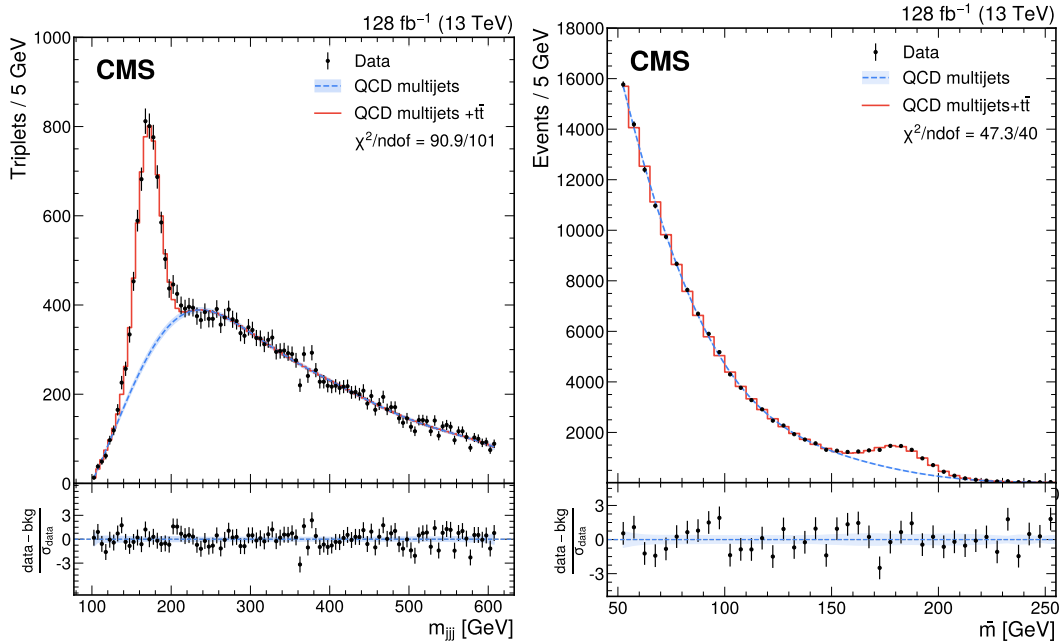 128 fb⁻¹ (13 TeV)
CMS
Data
QCD multijets
QCD multijets +tt̄
χ²/ndof = 90.9/101
Triplets / 5 GeV
1000
800
600
400
200
0
data−bkg
σdata
3
0
-3
100 200 300 400 500 600
mjjj [GeV]
128 fb⁻¹ (13 TeV)
CMS
Data
QCD multijets
QCD multijets+tt̄
χ²/ndof = 47.3/40
Events / 5 GeV
18000
16000
14000
12000
10000
8000
6000
4000
2000
data−bkg
σdata
3
0
-3
50 100 150 200 250
m̄ [GeV]